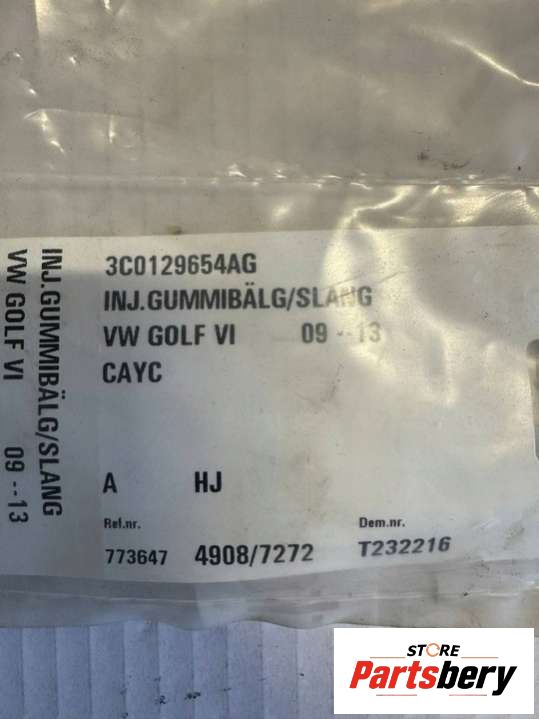 3C0129654AG
INJ.GUMMIBÄLG/SLANG
VW GOLF VI 09--13
CAYC
A HJ
Ref.nr. Dem.nr.
773647 4908/7272 T232216
INJ.GUMMIBÄLG/SLANG
VW GOLF VI 09--13
STORE
Partsbery